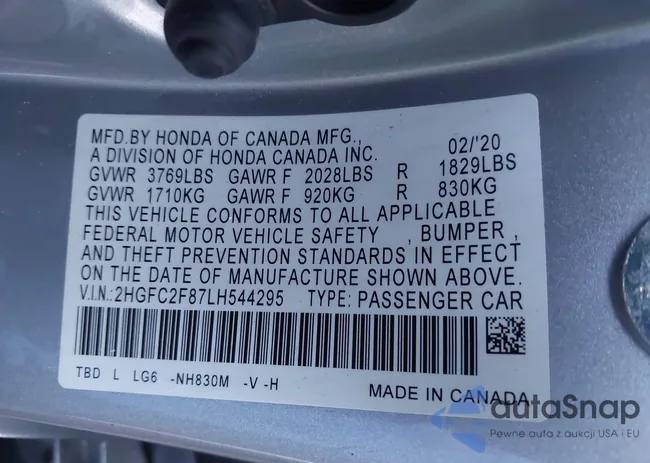 MFD.BY HONDA OF CANADA MFG., 02/'20
A DIVISION OF HONDA CANADA INC.
GVWR 3769LBS GAWR F 2028LBS R 1829LBS
GVWR 1710KG GAWR F 920KG R 830KG
THIS VEHICLE CONFORMS TO ALL APPLICABLE
FEDERAL MOTOR VEHICLE SAFETY , BUMPER ,
AND THEFT PREVENTION STANDARDS IN EFFECT
ON THE DATE OF MANUFACTURE SHOWN ABOVE.
V.I.N.:2HGFC2F87LH544295 TYPE: PASSENGER CAR
TBD L LG6 -NH830M -V -H
MADE IN CANADA
autaSnap
Pewne auta z aukcji USA i EU